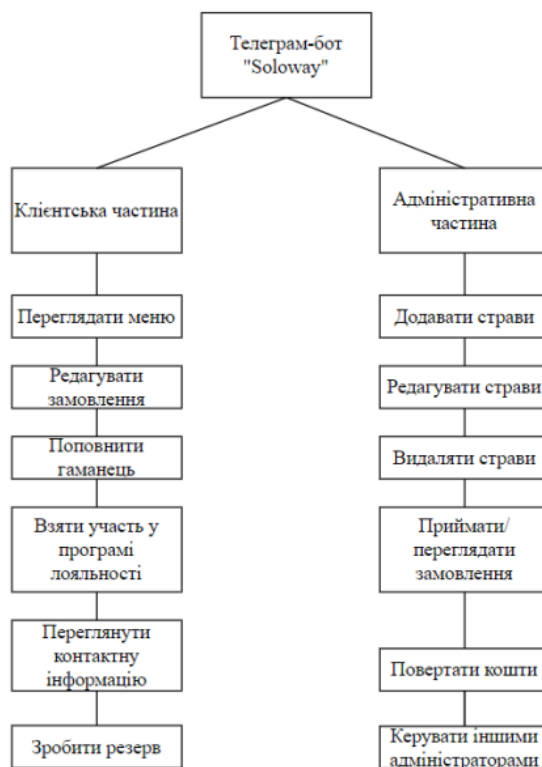 Телеграм-бот
"Soloway"
Клієнтська частина
Адміністративна
частина
Переглядати меню
Додавати страви
Редагувати
замовлення
Редагувати страви
Поповнити
гаманець
Видаляти страви
Взяти участь у
програмі
лояльності
Приймати/
переглядати
замовлення
Переглянути
контактну
інформацію
Повертати кошти
Зробити резерв
Керувати іншими
адміністраторами